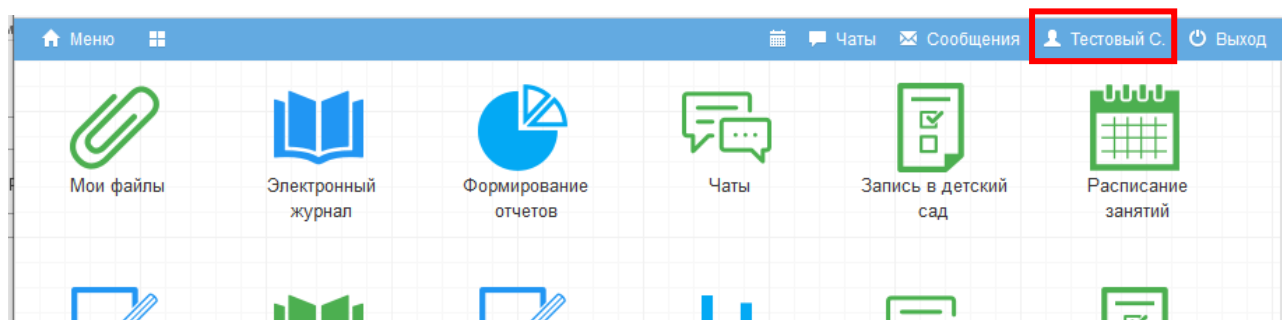 Меню
Чаты
Сообщения
Тестовый С.
Выход
Мои файлы
Электронный
журнал
Формирование
отчетов
Чаты
Запись в детский
сад
Расписание
занятий